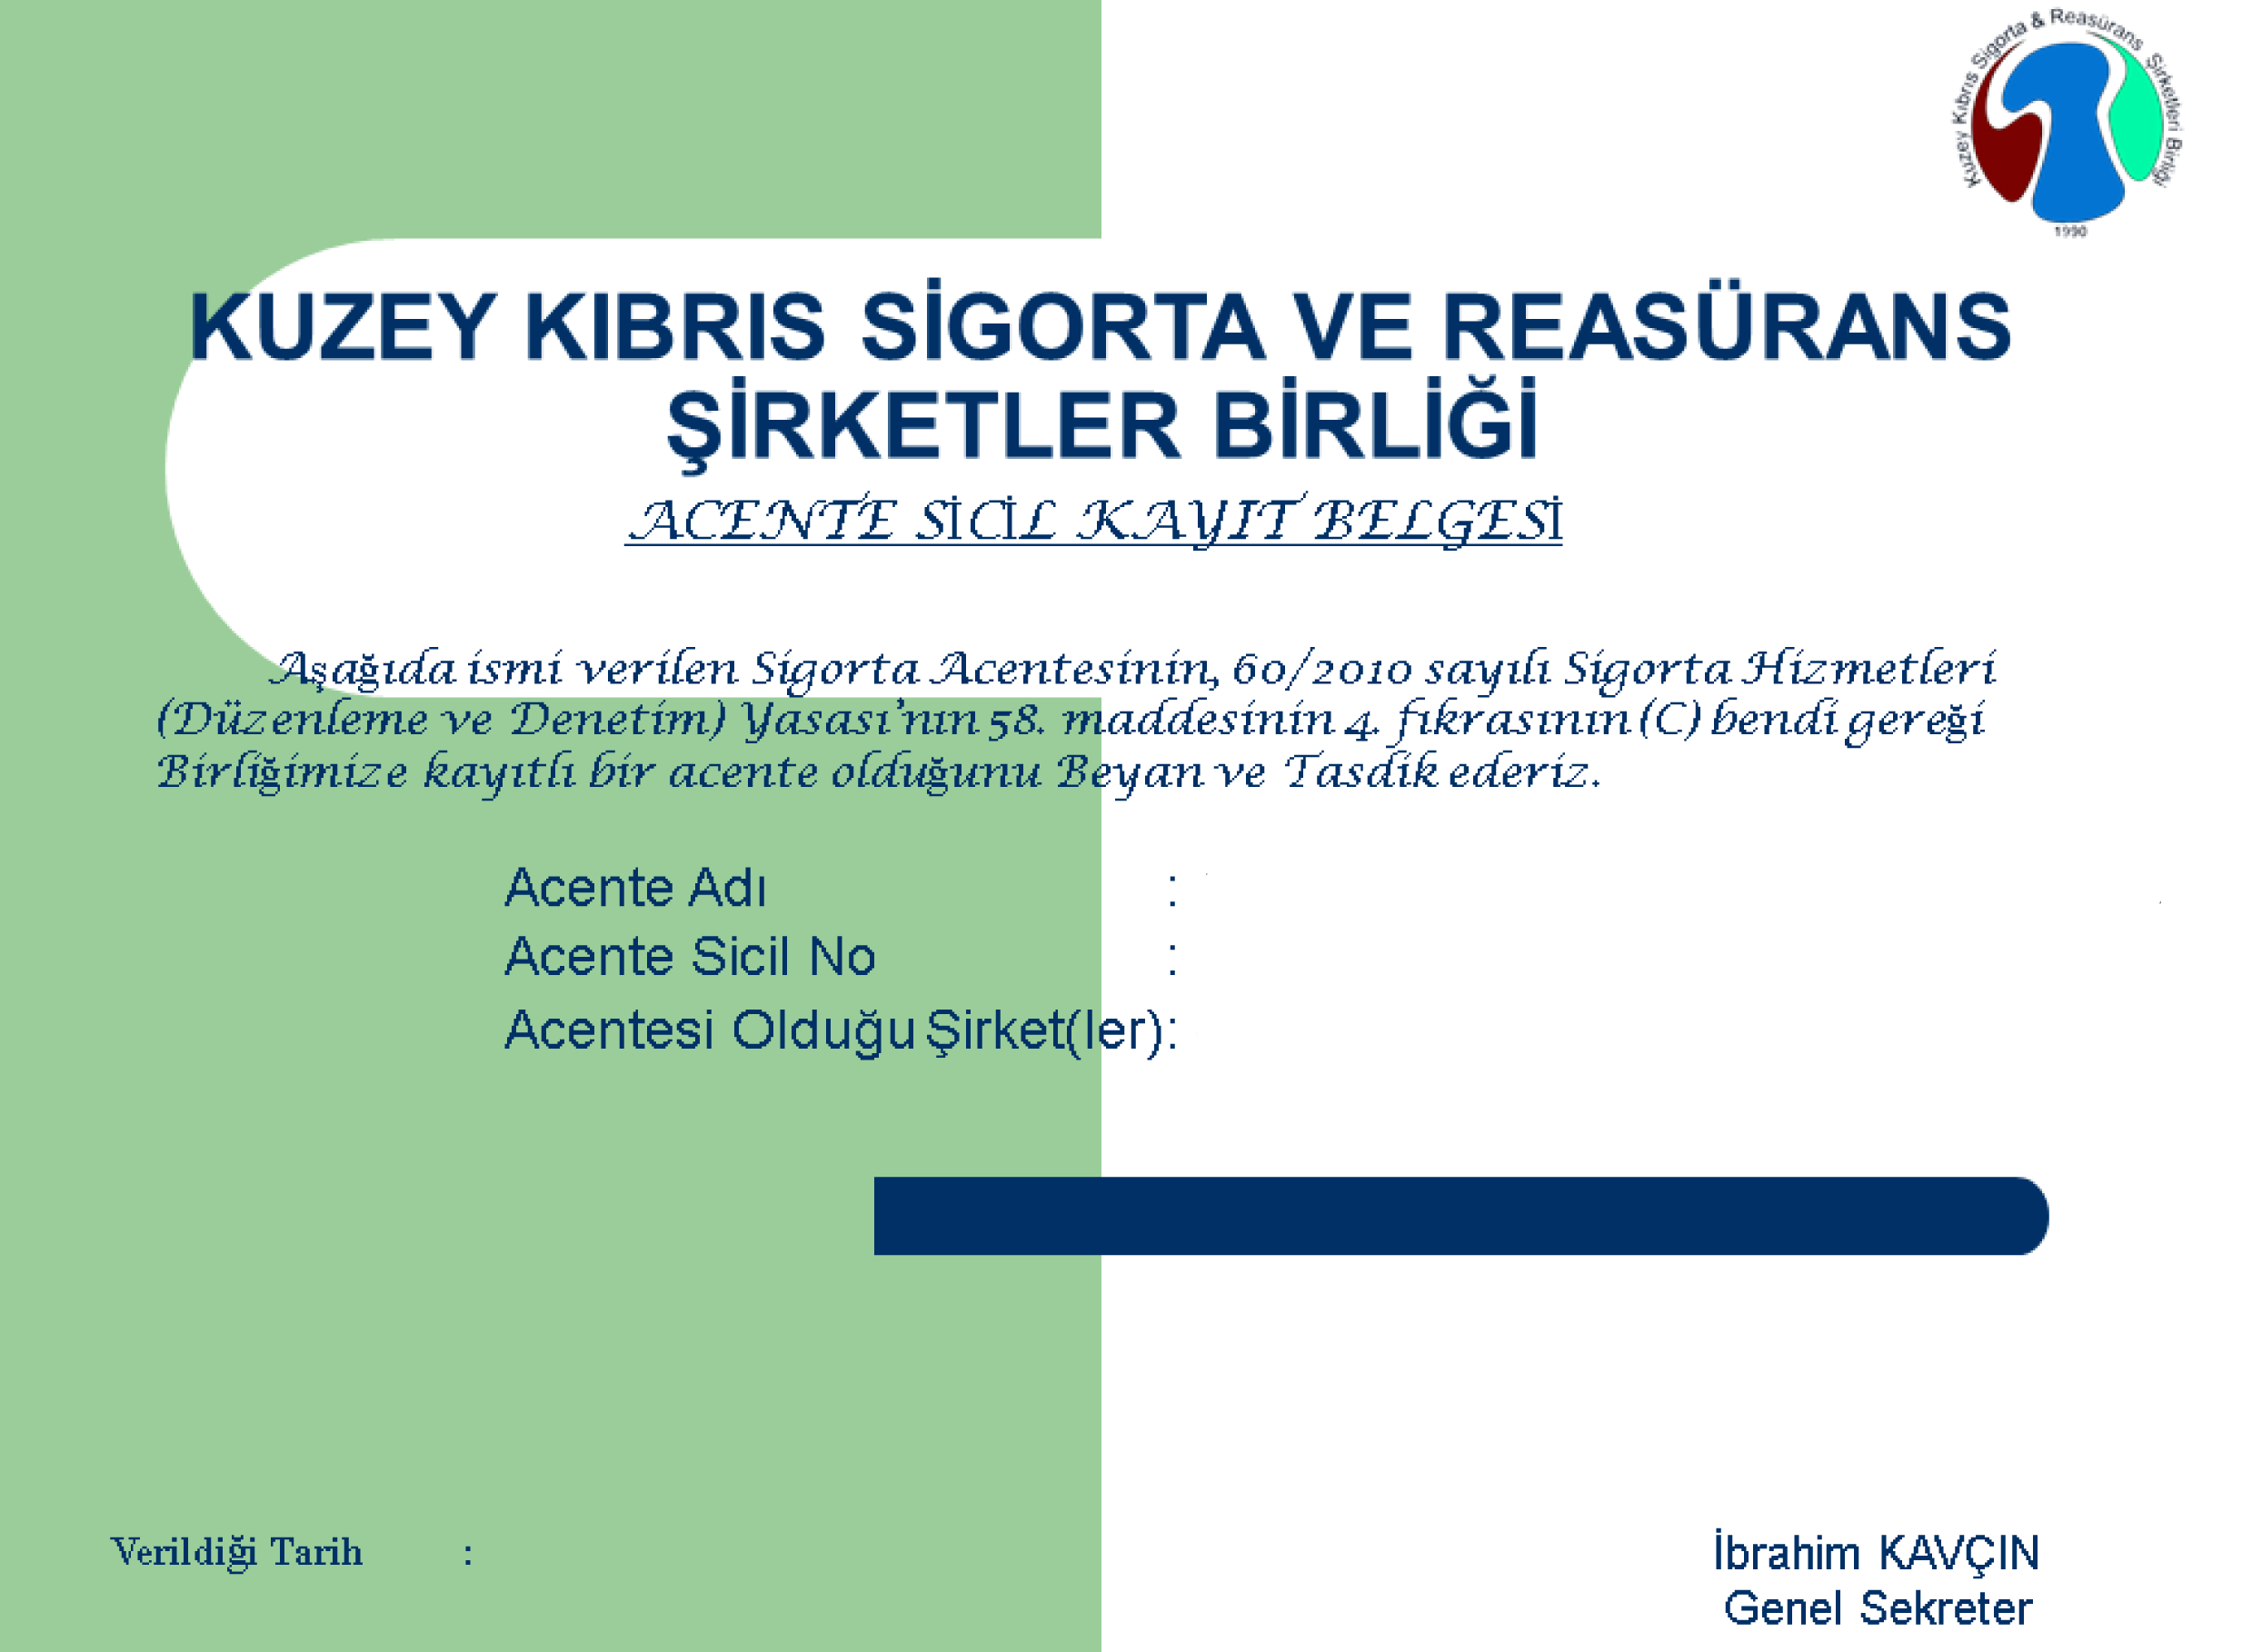 Kuzey Kıbrıs Sigorta & Reasürans Şirketleri Birliği
1990
KUZEY KIBRIS SİGORTA VE REASÜRANS
ŞİRKETLER BİRLİĞİ
ACENTE SİCİL KAYIT BELGESİ
Aşağıda ismi verilen Sigorta Acentesinin, 60/2010 sayılı Sigorta Hizmetleri
(Düzenleme ve Denetim) Yasası'nın 58. maddesinin 4. fıkrasının (C) bendi gereği
Birliğimize kayıtlı bir acente olduğunu Beyan ve Tasdik ederiz.
Acente Adı :
Acente Sicil No :
Acentesi Olduğu Şirket(ler):
Verildiği Tarih :
İbrahim KAVÇIN
Genel Sekreter